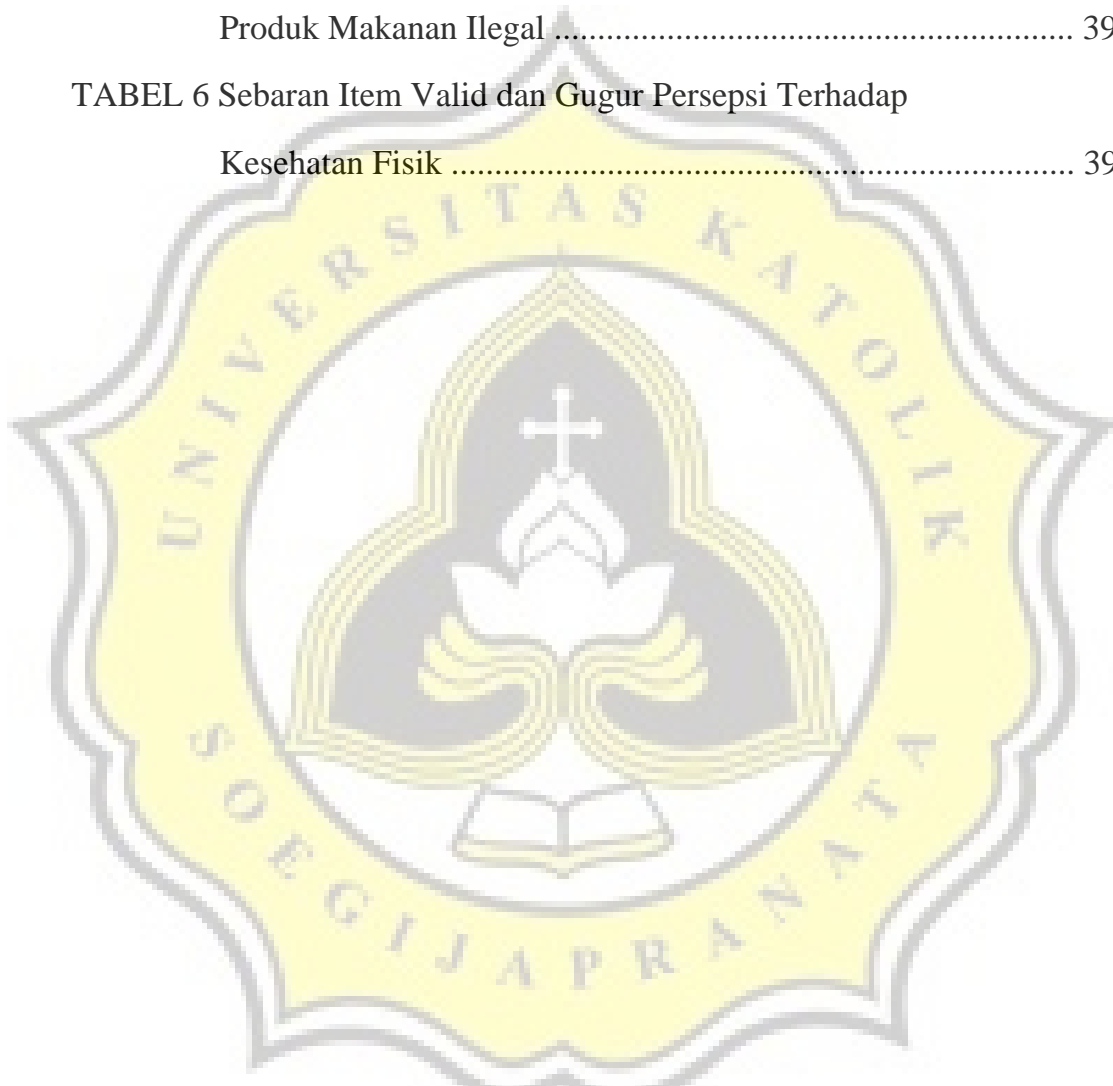 Produk Makanan Ilegal ............................................................... 39
TABEL 6 Sebaran Item Valid dan Gugur Persepsi Terhadap
Kesehatan Fisik ........................................................................... 39
UNIVERSITAS KATOLIK
SOEGIJAPRANATA